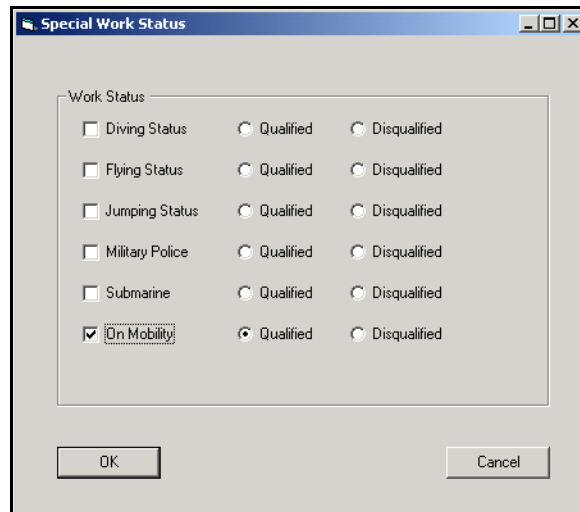 Special Work Status
Work Status
Diving Status Qualified Disqualified
Flying Status Qualified Disqualified
Jumping Status Qualified Disqualified
Military Police Qualified Disqualified
Submarine Qualified Disqualified
On Mobility Qualified Disqualified
OK Cancel